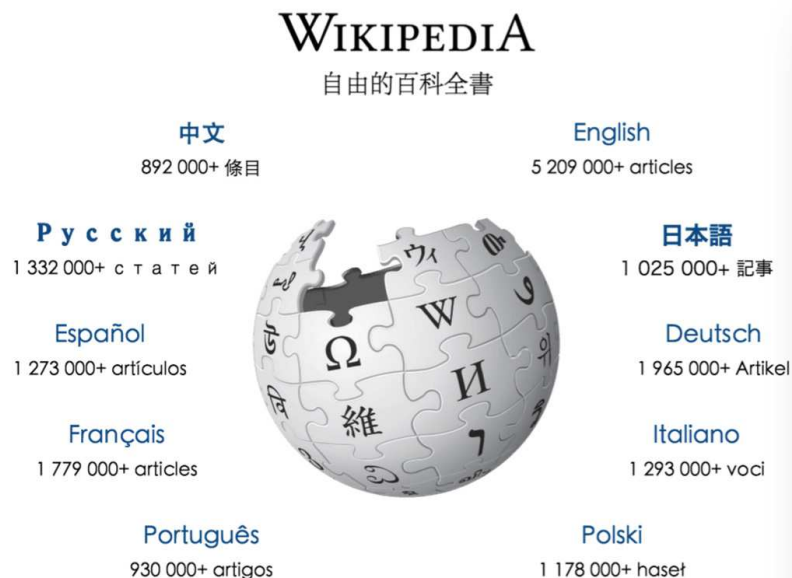 WIKIPEDIA
自由的百科全書
中文
892 000+ 條目
English
5 209 000+ articles
Русский
1 332 000+ статей
日本語
1 025 000+ 記事
Español
1 273 000+ artículos
Deutsch
1 965 000+ Artikel
Français
1 779 000+ articles
Italiano
1 293 000+ voci
Português
930 000+ artigos
Polski
1 178 000+ haseł
ウィ
W
Ω
И
維